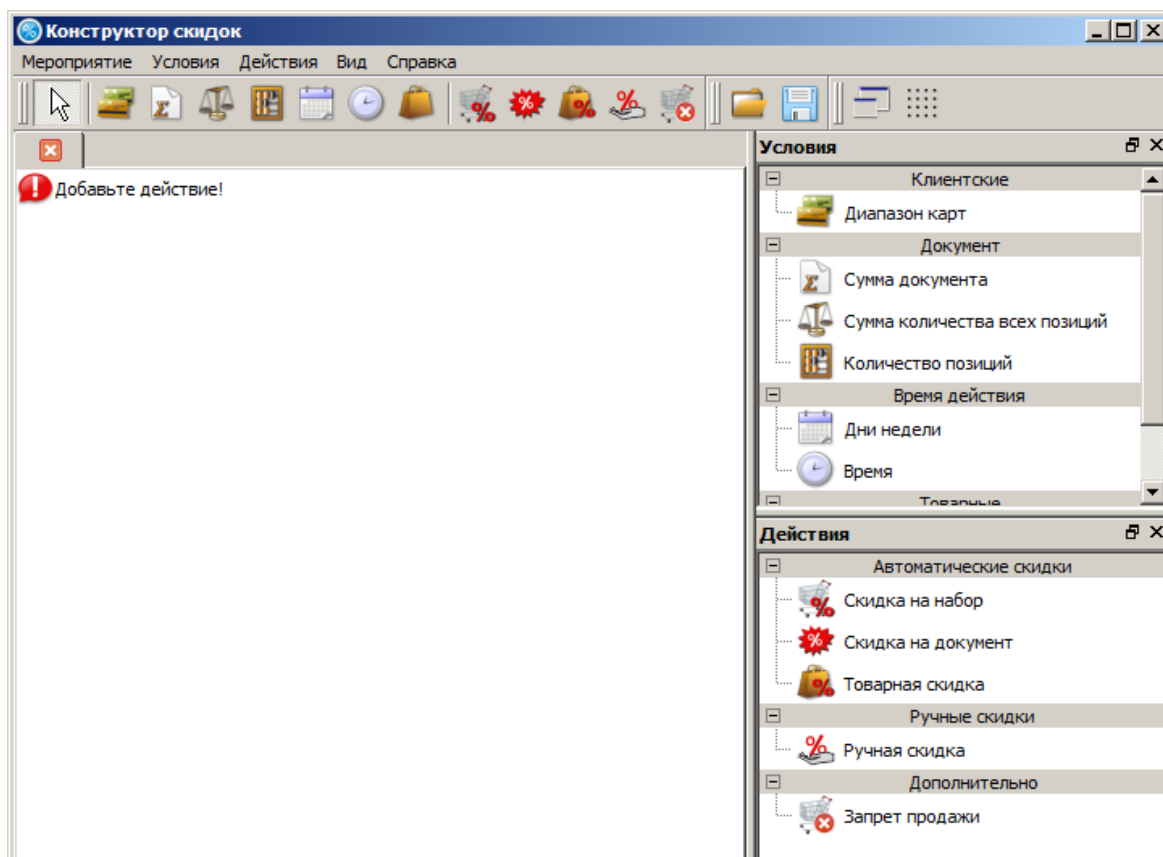 Конструктор скидок
Мероприятие Условия Действия Вид Справка
Добавьте действие!
Условия
Клиентские
Диапазон карт
Документ
Сумма документа
Сумма количества всех позиций
Количество позиций
Время действия
Дни недели
Время
Товарные
Действия
Автоматические скидки
Скидка на набор
Скидка на документ
Товарная скидка
Ручные скидки
Ручная скидка
Дополнительно
Запрет продажи